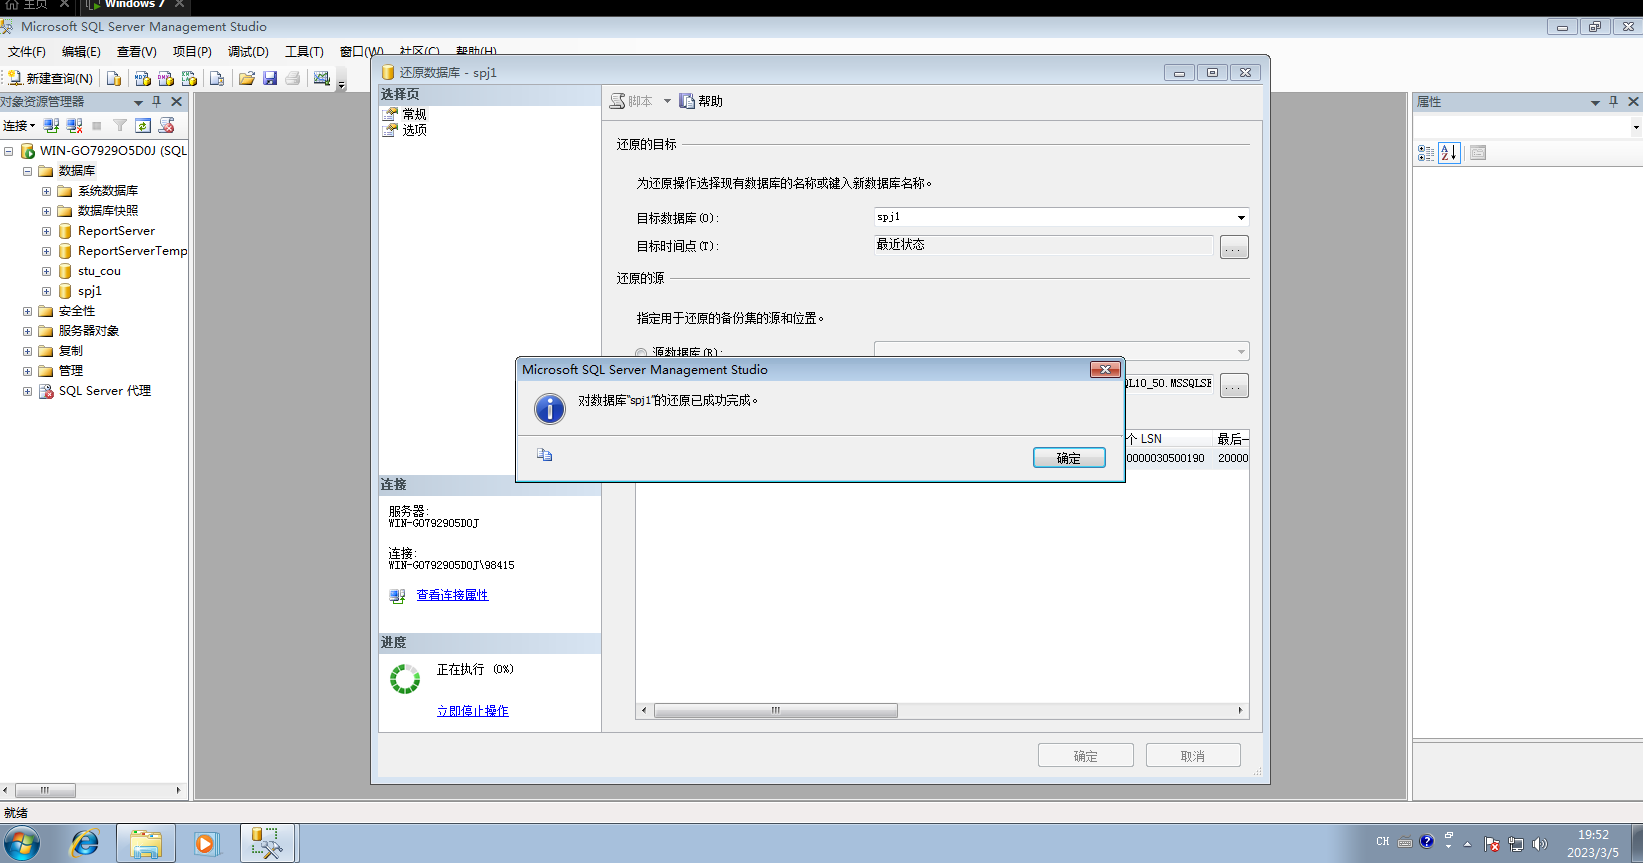 主页
Windows 7
Microsoft SQL Server Management Studio
文件(F) 编辑(E) 查看(V) 项目(P) 调试(D) 工具(T) 窗口(W) 社区(C) 帮助(H)
新建查询(N)
对象资源管理器
连接
WIN-GO7929O5D0J (SQL
数据库
系统数据库
数据库快照
ReportServer
ReportServerTemp
stu_cou
spj1
安全性
服务器对象
复制
管理
SQL Server 代理
还原数据库 - spj1
选择页
常规
选项
脚本 帮助
还原的目标
为还原操作选择现有数据库的名称或键入新数据库名称。
目标数据库(O): spj1
目标时间点(T): 最近状态 ...
还原的源
指定用于还原的备份集的源和位置。
源数据库(R):
QL10_50.MSSQLSE ...
个 LSN 最后一
0000030500190 20000
Microsoft SQL Server Management Studio
对数据库"spj1"的还原已成功完成。
确定
连接
服务器:
WIN-GO7929O5D0J
连接:
WIN-GO7929O5D0J\98415
查看连接属性
进度
正在执行 (0%)
立即停止操作
确定 取消
属性
就绪
CH
19:52
2023/3/5